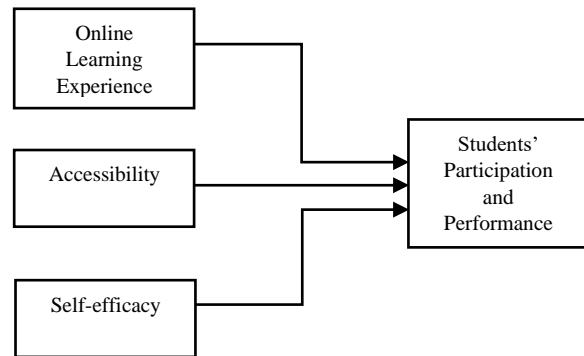 Online
Learning
Experience
Accessibility
Self-efficacy
Students’
Participation
and
Performance